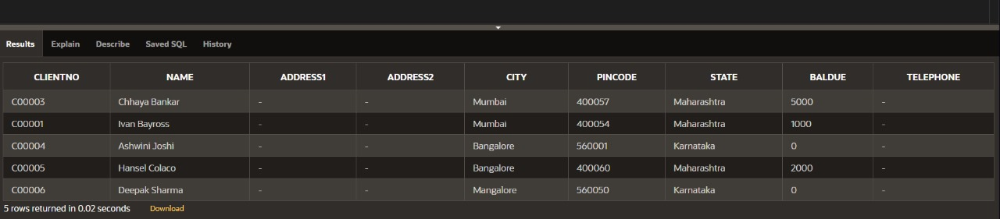 Results Explain Describe Saved SQL History
CLIENTNO NAME ADDRESS1 ADDRESS2 CITY PINCODE STATE BALDUE TELEPHONE
C00003 Chhaya Bankar - - Mumbai 400057 Maharashtra 5000 -
C00001 Ivan Bayross - - Mumbai 400054 Maharashtra 1000 -
C00004 Ashwini Joshi - - Bangalore 560001 Karnataka 0 -
C00005 Hansel Colaco - - Bangalore 400060 Maharashtra 2000 -
C00006 Deepak Sharma - - Mangalore 560050 Karnataka 0 -
5 rows returned in 0.02 seconds Download